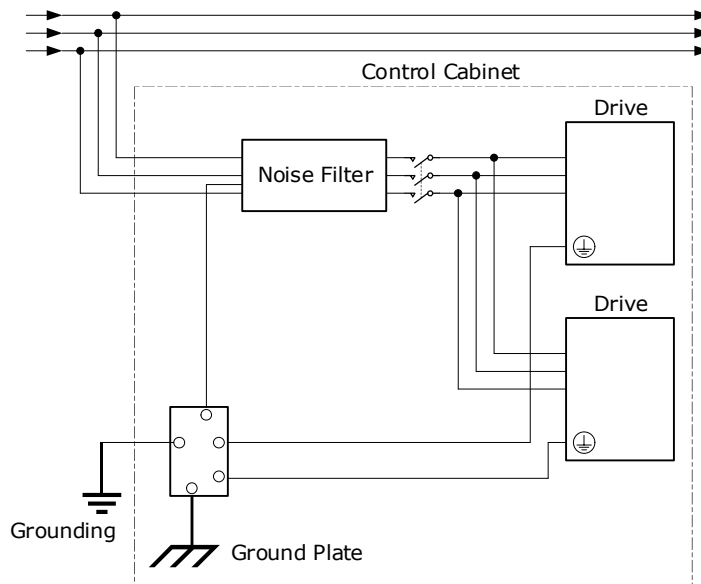 Control Cabinet
Drive
Noise Filter
Drive
Grounding
Ground Plate